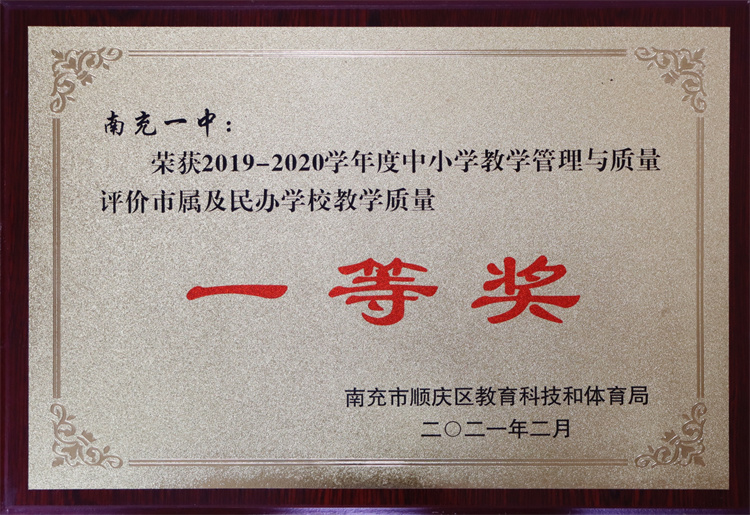 南充一中：
荣获2019-2020学年度中小学教学管理与质量
评价市属及民办学校教学质量
一等奖
南充市顺庆区教育科技和体育局
二〇二一年二月